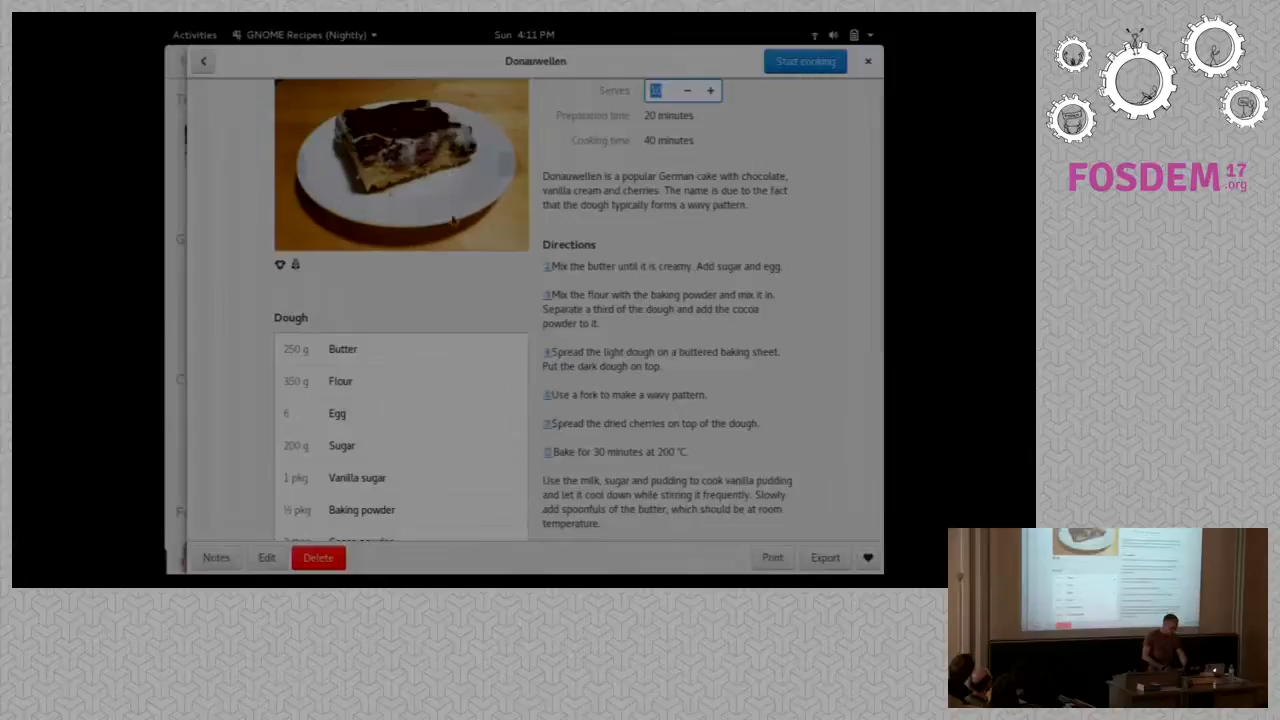 Activities
GNOME Recipes (Nightly)
Sun 4:11 PM
Donauwellen
Start cooking
Serves
Preparation time
20 minutes
Cooking time
40 minutes
Donauwellen is a popular German cake with chocolate,
vanilla cream and cherries. The name is due to the fact
that the dough typically forms a wavy pattern.
Directions
Mix the butter until it is creamy. Add sugar and egg.
Mix the flour with the baking powder and mix it in.
Separate a third of the dough and add the cocoa
powder to it.
Spread the light dough on a buttered baking sheet.
Put the dark dough on top.
Use a fork to make a wavy pattern.
Spread the dried cherries on top of the dough.
Bake for 30 minutes at 200 °C.
Use the milk, sugar and pudding to cook vanilla pudding
and let it cool down while stirring it frequently. Slowly
add spoonfuls of the butter, which should be at room
temperature.
Dough
250 g Butter
350 g Flour
6 Egg
200 g Sugar
1 pkg Vanilla sugar
½ pkg Baking powder
Notes
Edit
Delete
Print
Export
FOSDEM 17
.org